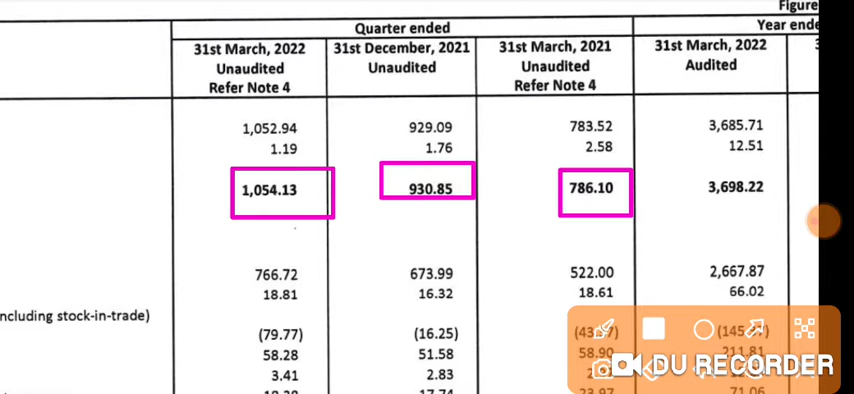 Figure
Quarter ended
Year ende
31st March, 2022 31st December, 2021 31st March, 2021 31st March, 2022
Unaudited Unaudited Unaudited Audited
Refer Note 4 Refer Note 4
1,052.94 929.09 783.52 3,685.71
1.19 1.76 2.58 12.51
1,054.13 930.85 786.10 3,698.22
766.72 673.99 522.00 2,667.87
18.81 16.32 18.61 66.02
ncluding stock-in-trade)
(79.77) (16.25)
58.28 51.58 58.90 211.81
3.41 2.83
71.06
DU RECORDER